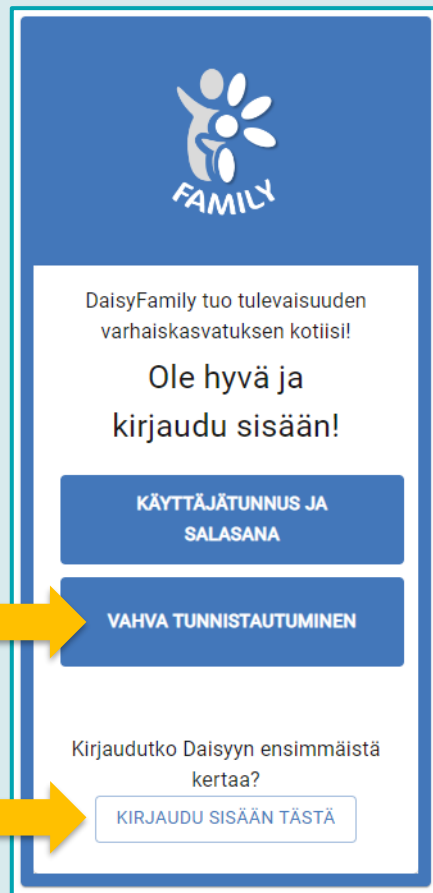 FAMILY
DaisyFamily tuo tulevaisuuden
varhaiskasvatuksen kotiisi!
Ole hyvä ja
kirjaudu sisään!
KÄYTTÄJÄTUNNUS JA
SALASANA
VAHVA TUNNISTAUTUMINEN
Kirjaudutko Daisyyn ensimmäistä
kertaa?
KIRJAUDU SISÄÄN TÄSTÄ